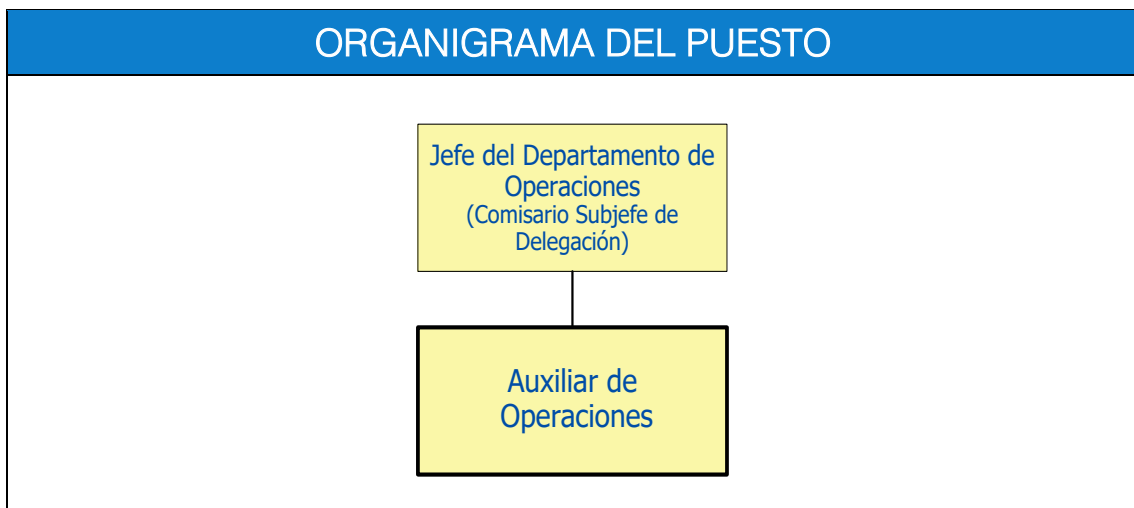 ORGANIGRAMA DEL PUESTO
Jefe del Departamento de
Operaciones
(Comisario Subjefe de
Delegación)
Auxiliar de
Operaciones